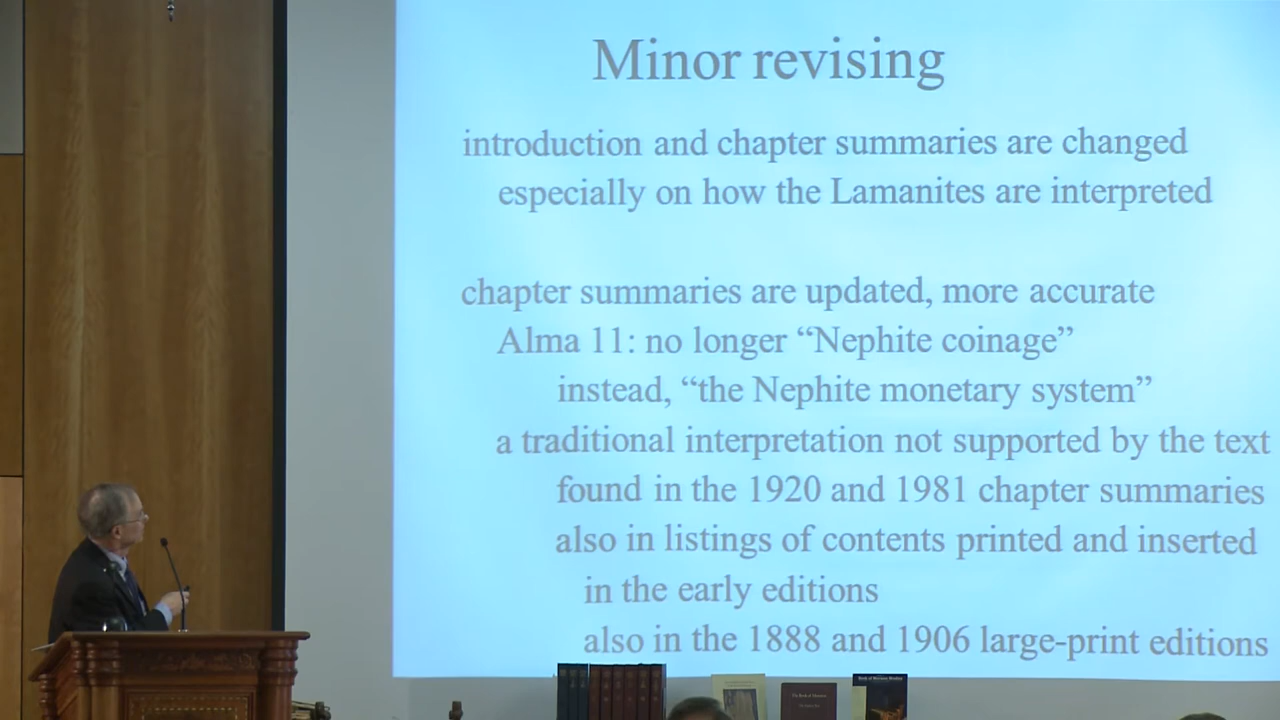 Minor revising
introduction and chapter summaries are changed
especially on how the Lamanites are interpreted
chapter summaries are updated, more accurate
Alma 11: no longer “Nephite coinage”
instead, “the Nephite monetary system”
a traditional interpretation not supported by the text
found in the 1920 and 1981 chapter summaries
also in listings of contents printed and inserted
in the early editions
also in the 1888 and 1906 large-print editions